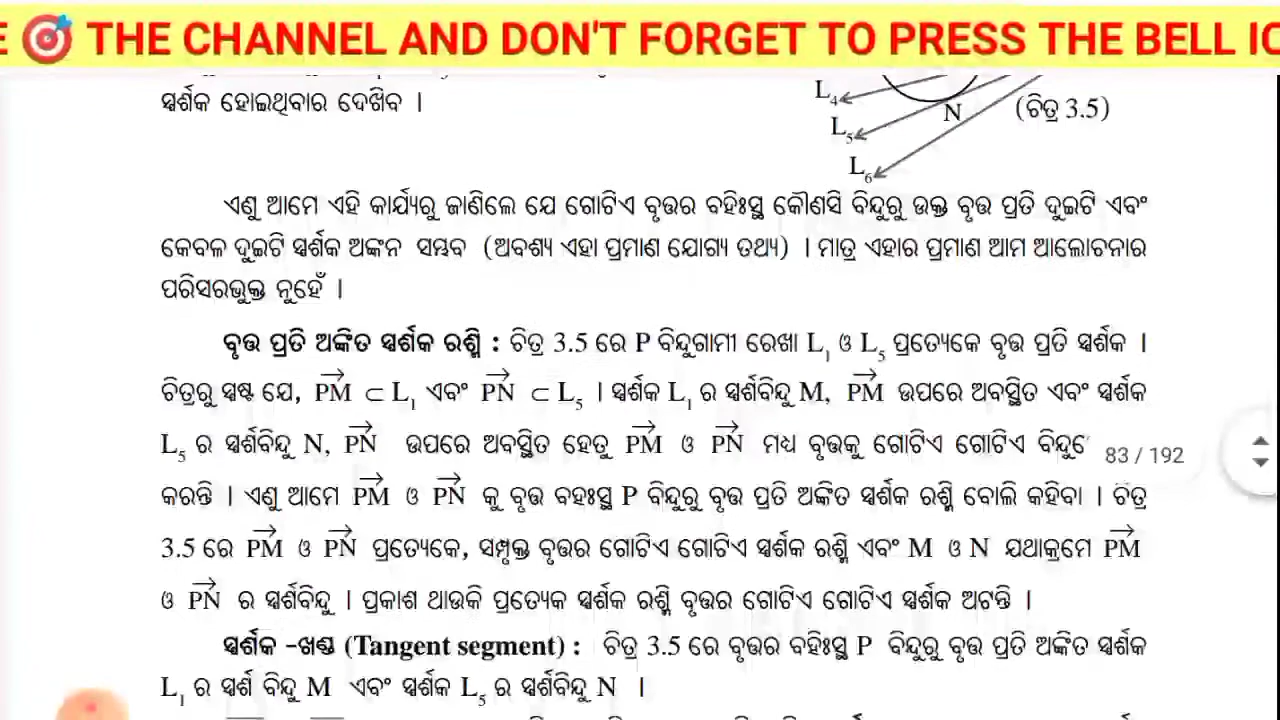 E 🎯 THE CHANNEL AND DON'T FORGET TO PRESS THE BELL IC
ସ୍ପର୍ଶକ ହୋଇଥିବାର ଦେଖିବ ।
L4
L5
L6
N
(ଚିତ୍ର 3.5)
ଏଣୁ ଆମେ ଏହି କାର୍ଯ୍ୟରୁ ଜାଣିଲେ ଯେ ଗୋଟିଏ ବୃତ୍ତର ବହିଃସ୍ଥ କୌଣସି ବିନ୍ଦୁରୁ ଉକ୍ତ ବୃତ୍ତ ପ୍ରତି ଦୁଇଟି ଏବଂ
କେବଳ ଦୁଇଟି ସ୍ପର୍ଶକ ଅଙ୍କନ ସମ୍ଭବ (ଅବଶ୍ୟ ଏହା ପ୍ରମାଣ ଯୋଗ୍ୟ ତଥ୍ୟ) । ମାତ୍ର ଏହାର ପ୍ରମାଣ ଆମ ଆଲୋଚନାର
ପରିସରଭୁକ୍ତ ନୁହେଁ ।
ବୃତ୍ତ ପ୍ରତି ଅଙ୍କିତ ସ୍ପର୍ଶକ ରଶ୍ମି : ଚିତ୍ର 3.5 ରେ P ବିନ୍ଦୁଗାମୀ ରେଖା L1 ଓ L5 ପ୍ରତ୍ୟେକେ ବୃତ୍ତ ପ୍ରତି ସ୍ପର୍ଶକ ।
ଚିତ୍ରରୁ ସ୍ପଷ୍ଟ ଯେ, PM⃗ ⊂ L1 ଏବଂ PN⃗ ⊂ L5 । ସ୍ପର୍ଶକ L1 ର ସ୍ପର୍ଶବିନ୍ଦୁ M, PM⃗ ଉପରେ ଅବସ୍ଥିତ ଏବଂ ସ୍ପର୍ଶକ
L5 ର ସ୍ପର୍ଶବିନ୍ଦୁ N, PN⃗ ଉପରେ ଅବସ୍ଥିତ ହେତୁ PM⃗ ଓ PN⃗ ମଧ୍ୟ ବୃତ୍ତକୁ ଗୋଟିଏ ଗୋଟିଏ
83 / 192
କରନ୍ତି । ଏଣୁ ଆମେ PM⃗ ଓ PN⃗ କୁ ବୃତ୍ତ ବହଃସ୍ଥ P ବିନ୍ଦୁରୁ ବୃତ୍ତ ପ୍ରତି ଅଙ୍କିତ ସ୍ପର୍ଶକ ରଶ୍ମି ବୋଲି କହିବା । ଚିତ୍ର
3.5 ରେ PM⃗ ଓ PN⃗ ପ୍ରତ୍ୟେକେ, ସମ୍ପୃକ୍ତ ବୃତ୍ତର ଗୋଟିଏ ଗୋଟିଏ ସ୍ପର୍ଶକ ରଶ୍ମି ଏବଂ M ଓ N ଯଥାକ୍ରମେ PM⃗
ଓ PN⃗ ର ସ୍ପର୍ଶବିନ୍ଦୁ । ପ୍ରକାଶ ଥାଉକି ପ୍ରତ୍ୟେକ ସ୍ପର୍ଶକ ରଶ୍ମି ବୃତ୍ତର ଗୋଟିଏ ଗୋଟିଏ ସ୍ପର୍ଶକ ଅଟନ୍ତି ।
ସ୍ପର୍ଶକ -ଖଣ୍ଡ (Tangent segment) : ଚିତ୍ର 3.5 ରେ ବୃତ୍ତର ବହିଃସ୍ଥ P ବିନ୍ଦୁରୁ ବୃତ୍ତ ପ୍ରତି ଅଙ୍କିତ ସ୍ପର୍ଶକ
L1 ର ସ୍ପର୍ଶ ବିନ୍ଦୁ M ଏବଂ ସ୍ପର୍ଶକ L5 ର ସ୍ପର୍ଶବିନ୍ଦୁ N ।